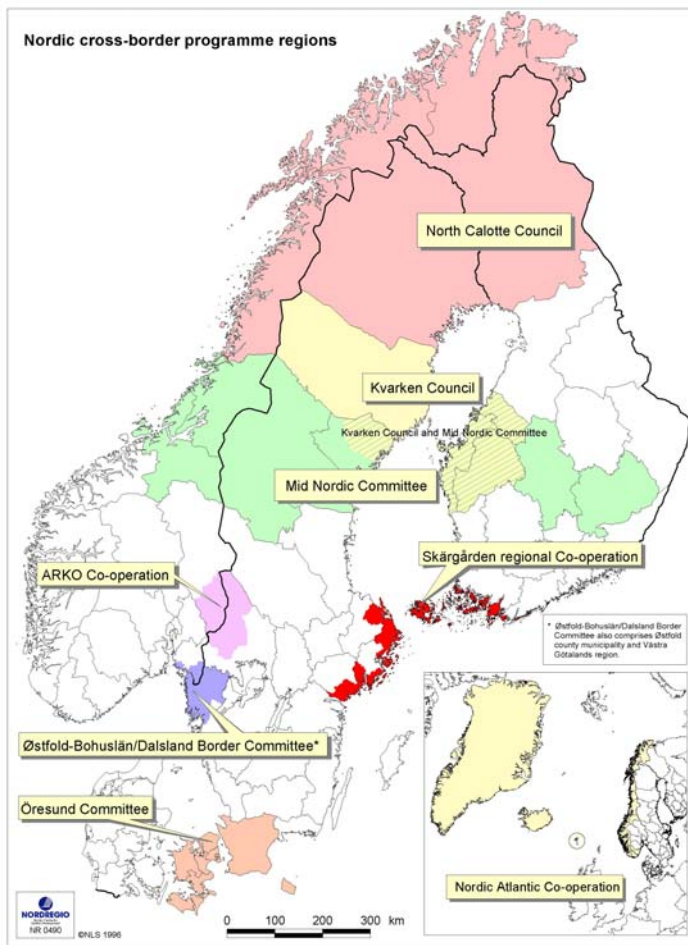 Nordic cross-border programme regions
North Calotte Council
Kvarken Council
Kvarken Council and Mid Nordic Committee
Mid Nordic Committee
Skärgården regional Co-operation
ARKO Co-operation
* Østfold-Bohuslän/Dalsland Border
Committee also comprises Østfold
county municipality and Västra
Götalands region.
Østfold-Bohuslän/Dalsland Border Committee*
Öresund Committee
Nordic Atlantic Co-operation
NORDREGIO
NR 0490
©NLS 1996
0 100 200 300 km